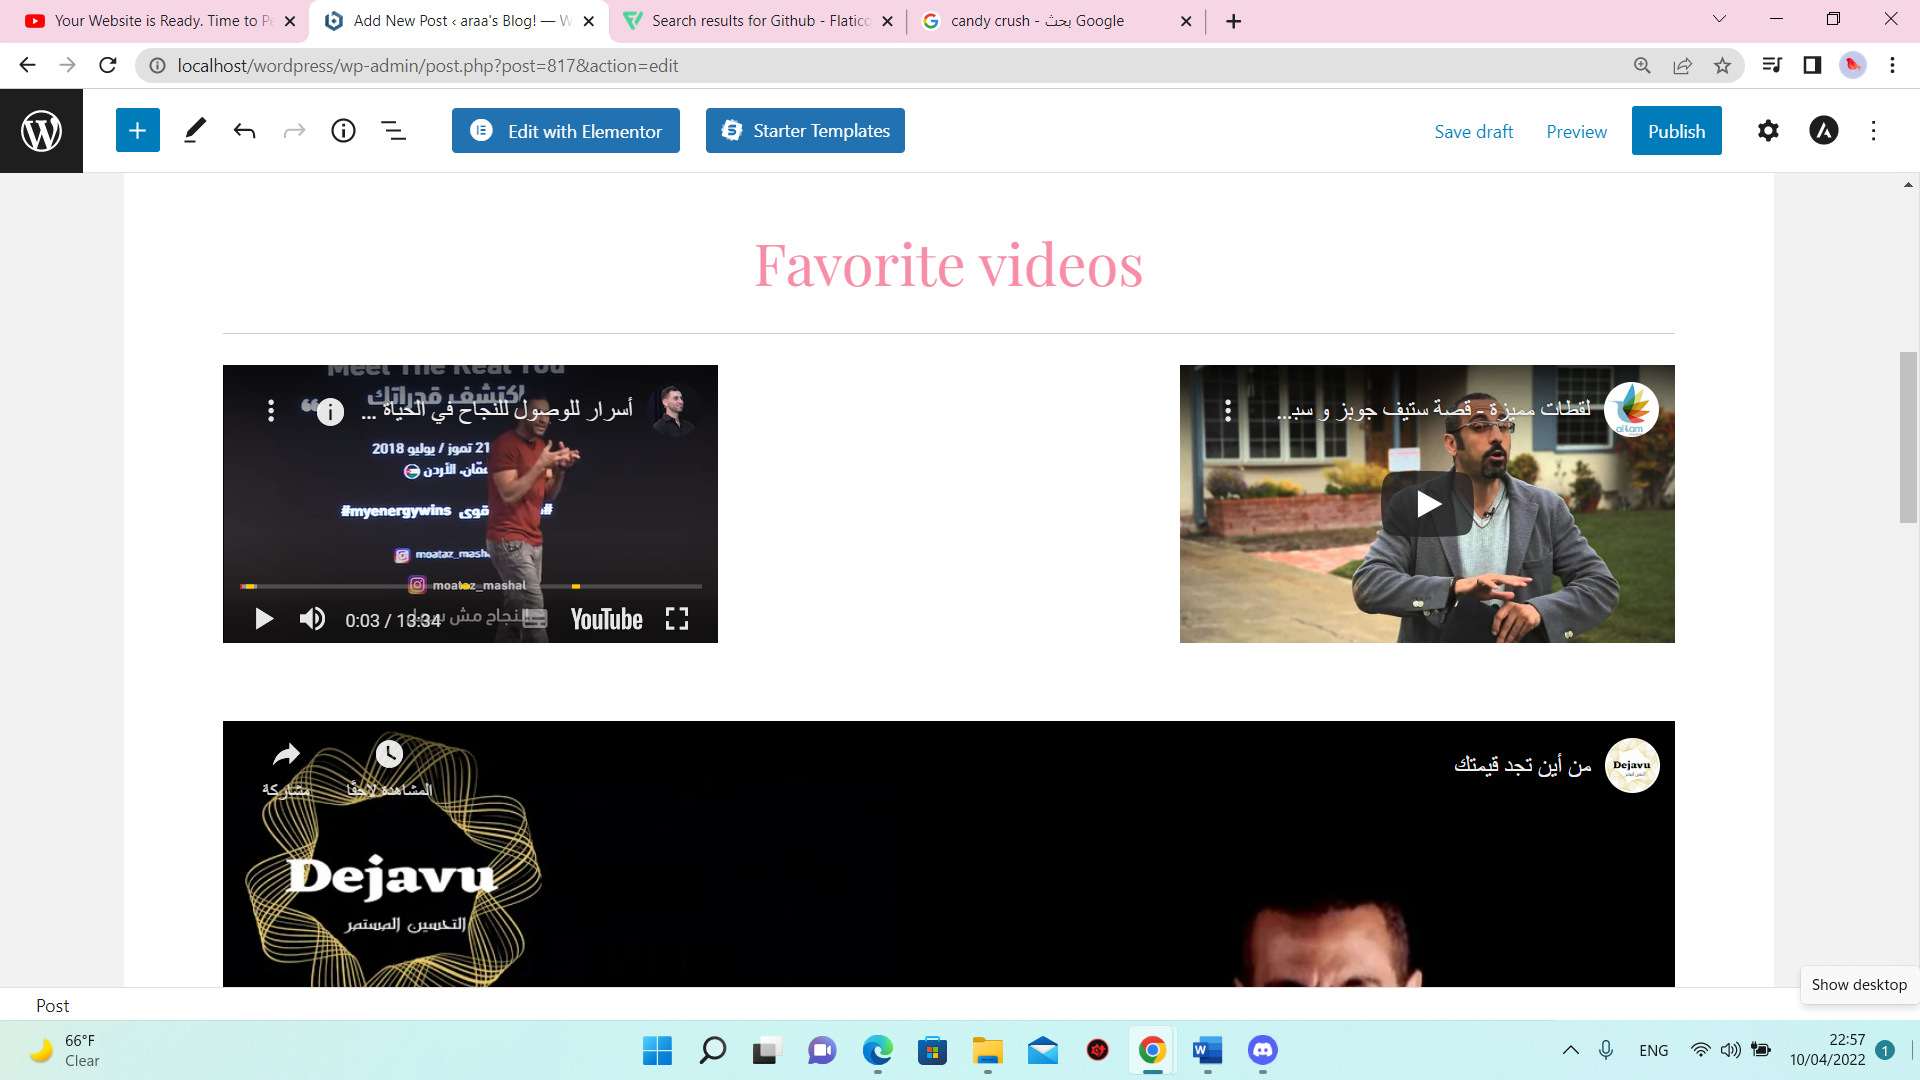 Your Website is Ready. Time to Pe
Add New Post ‹ araa's Blog! — W
Search results for Github - Flatico
candy crush - بحث Google
localhost/wordpress/wp-admin/post.php?post=817&action=edit
Edit with Elementor
Starter Templates
Save draft
Preview
Publish
Favorite videos
Meet The Real You
اكتشف قدراتك
أسرار للوصول للنجاح في الحياة ...
21 تموز / يوليو 2018
عمّان، الأردن
#myenergywins
moataz_masha
moataz_mashal
النجاح مش سهل
0:03 / 13:34
YouTube
لقطات مميزة - قصة ستيف جوبز و سبـ...
مشاركة
المشاهدة لاحقًا
من أين تجد قيمتك
Dejavu
Dejavu
التحسين المستمر
Show desktop
Post
66°F
Clear
ENG
22:57
10/04/2022
1